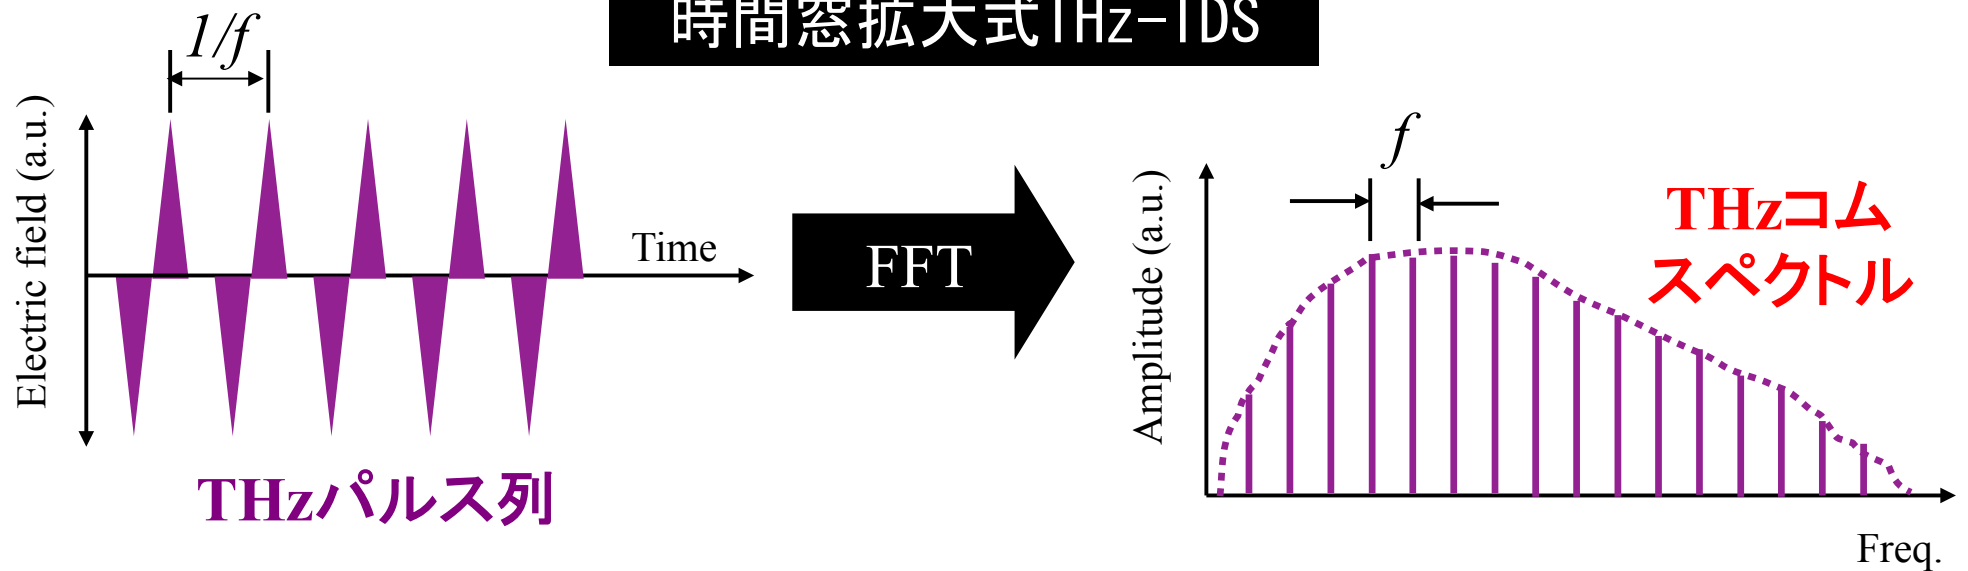 時間窓拡大式THz-TDS
1/f
Electric field (a.u.)
Time
THzパルス列
FFT
f
Amplitude (a.u.)
THzコム
スペクトル
Freq.